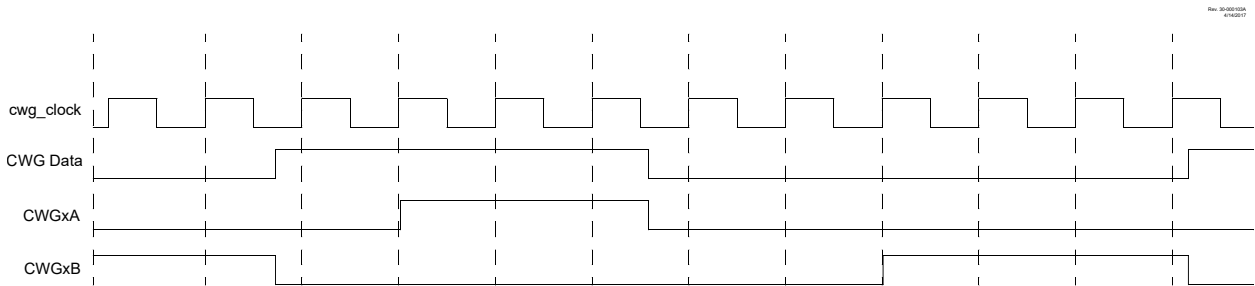 Rev. 30-000103A
4/14/2017
cwg_clock
CWG Data
CWGxA
CWGxB